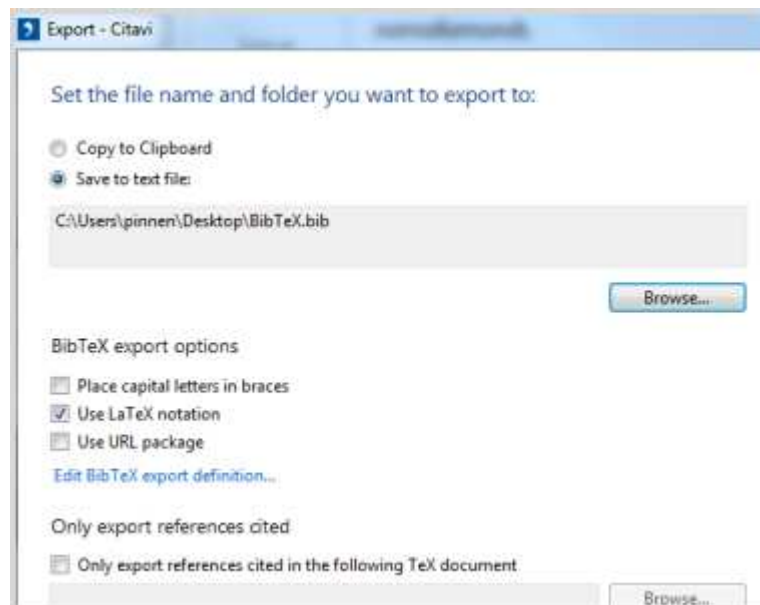 Export - Citavi
Set the file name and folder you want to export to:
Copy to Clipboard
Save to text file:
C:\Users\pinnen\Desktop\BibTeX.bib
Browse...
BibTeX export options
Place capital letters in braces
Use LaTeX notation
Use URL package
Edit BibTeX export definition...
Only export references cited
Only export references cited in the following TeX document
Browse...